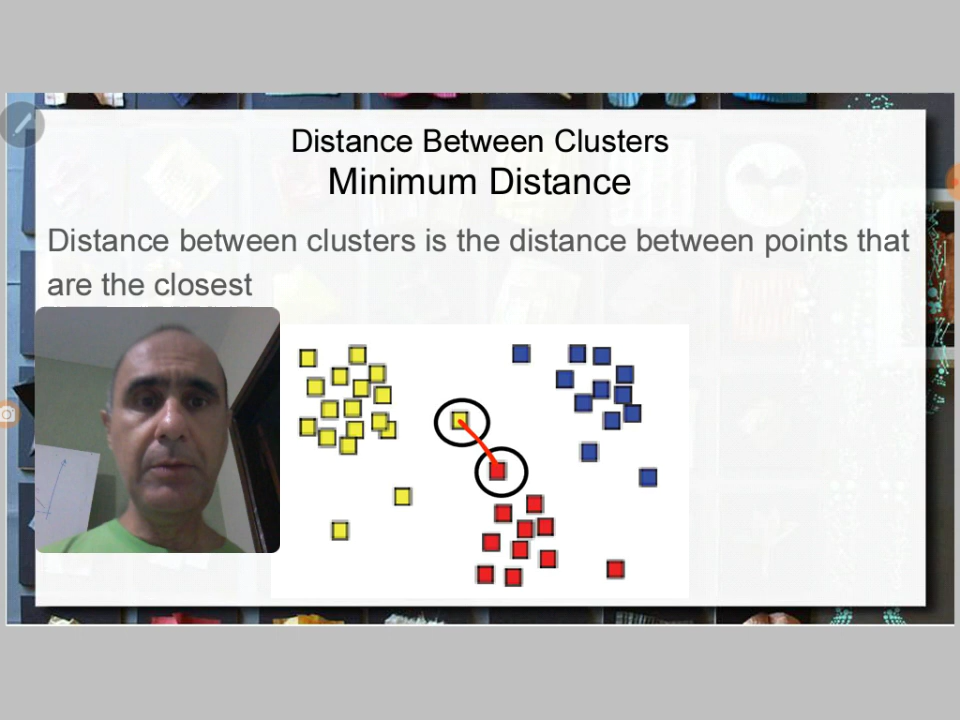 Distance Between Clusters
Minimum Distance
Distance between clusters is the distance between points that
are the closest